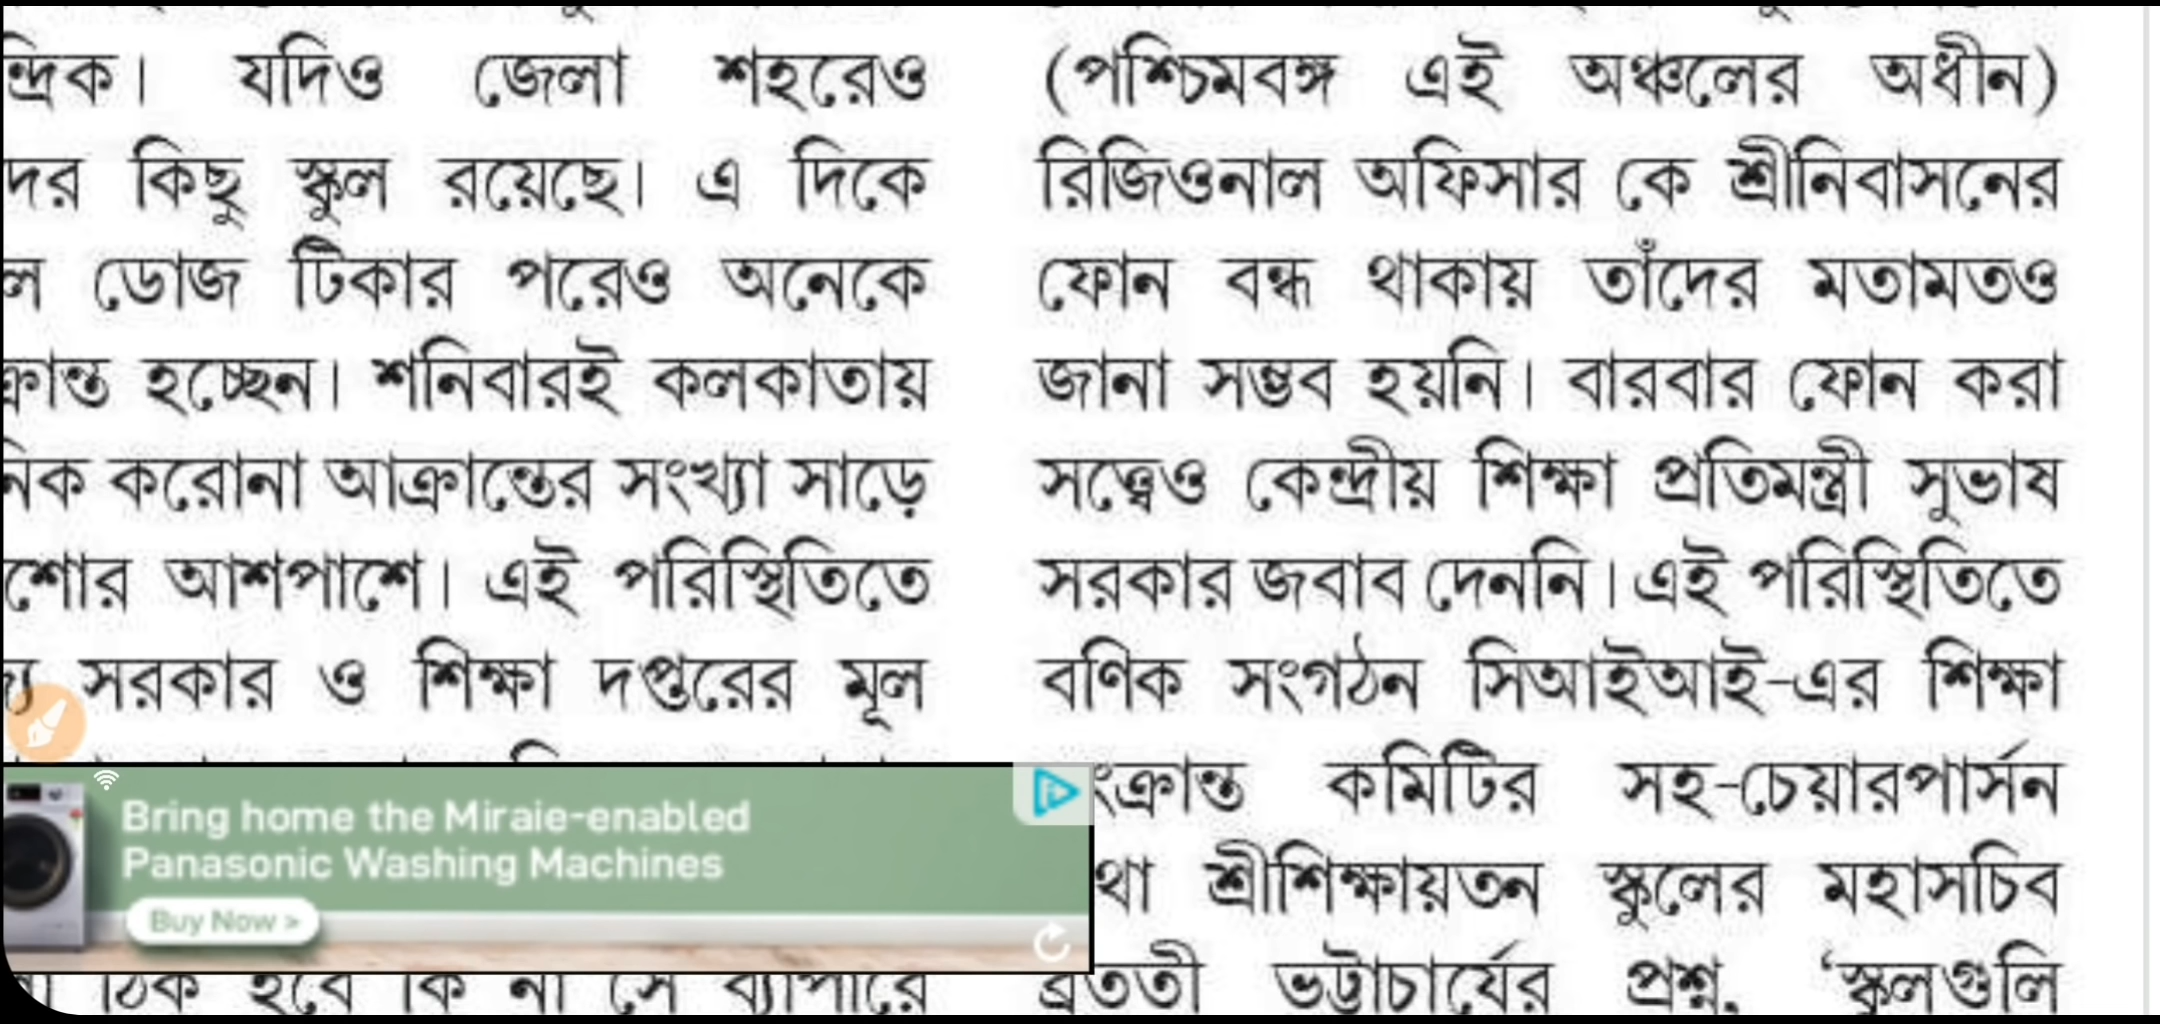 যদিও জেলা শহরেও
কিছু স্কুল রয়েছে। এ দিকে
ডোজ টিকার পরেও অনেকে
হচ্ছেন। শনিবারই কলকাতায়
করোনা আক্রান্তের সংখ্যা সাড়ে
আশপাশে। এই পরিস্থিতিতে
সরকার ও শিক্ষা দপ্তরের মূল
Bring home the Miraie-enabled
Panasonic Washing Machines
Buy Now >
ঠিক হবে কি না সে ব্যাপারে
(পশ্চিমবঙ্গ এই অঞ্চলের অধীন)
রিজিওনাল অফিসার কে শ্রীনিবাসনের
ফোন বন্ধ থাকায় তাঁদের মতামতও
জানা সম্ভব হয়নি। বারবার ফোন করা
সত্ত্বেও কেন্দ্রীয় শিক্ষা প্রতিমন্ত্রী সুভাষ
সরকার জবাব দেননি। এই পরিস্থিতিতে
বণিক সংগঠন সিআইআই-এর শিক্ষা
কমিটির সহ-চেয়ারপার্সন
শ্রীশিক্ষায়তন স্কুলের মহাসচিব
ব্রততী ভট্টাচার্যের প্রশ্ন, ‘স্কুলগুলি